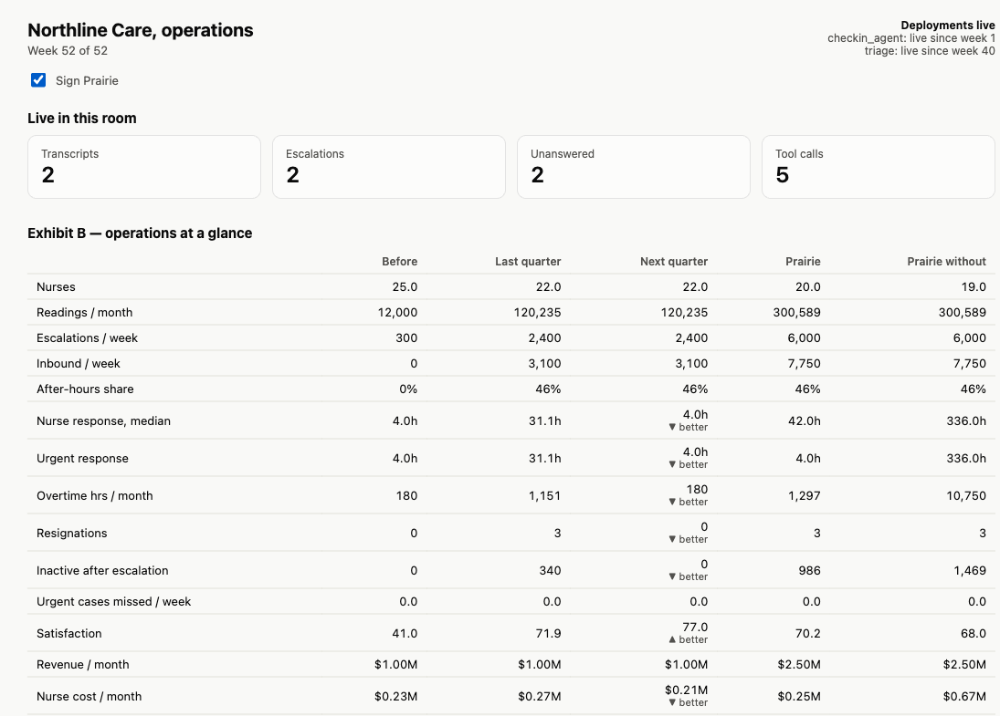 Northline Care, operations
Week 52 of 52
Deployments live
checkin_agent: live since week 1
triage: live since week 40
Sign Prairie
Live in this room
Transcripts
2
Escalations
2
Unanswered
2
Tool calls
5
Exhibit B — operations at a glance
Before Last quarter Next quarter Prairie Prairie without
Nurses 25.0 22.0 22.0 20.0 19.0
Readings / month 12,000 120,235 120,235 300,589 300,589
Escalations / week 300 2,400 2,400 6,000 6,000
Inbound / week 0 3,100 3,100 7,750 7,750
After-hours share 0% 46% 46% 46% 46%
Nurse response, median 4.0h 31.1h 4.0h 42.0h 336.0h
▼ better
Urgent response 4.0h 31.1h 4.0h 4.0h 336.0h
▼ better
Overtime hrs / month 180 1,151 180 1,297 10,750
▼ better
Resignations 0 3 0 3 3
▼ better
Inactive after escalation 0 340 0 986 1,469
▼ better
Urgent cases missed / week 0.0 0.0 0.0 0.0 0.0
Satisfaction 41.0 71.9 77.0 70.2 68.0
▲ better
Revenue / month $1.00M $1.00M $1.00M $2.50M $2.50M
Nurse cost / month $0.23M $0.27M $0.21M $0.25M $0.67M
▼ better